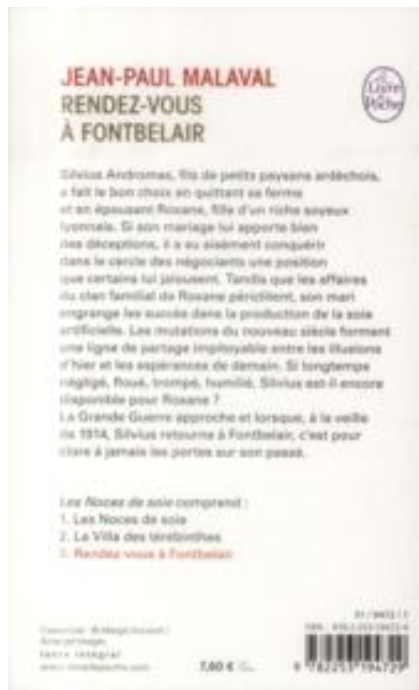 JEAN-PAUL MALAVAL
RENDEZ-VOUS
À FONTBELAIR
Le Livre de Poche
Silvius Andromas, fils de petits paysans ardéchois,
a fait le bon choix en quittant sa ferme
et en épousant Roxane, fille d'un riche soyeux
lyonnais. Si son mariage lui apporte bien
des déceptions, il a su aisément conquérir
dans le cercle des négociants une position
que certains lui jalousent. Tandis que les affaires
du clan familial de Roxane périclitent, son mari
engrange les succès dans la production de la soie
artificielle. Les mutations du nouveau siècle forment
une ligne de partage impitoyable entre les illusions
d'hier et les espérances de demain. Si longtemps
négligé, floué, trompé, humilié, Silvius est-il encore
disponible pour Roxane ?
La Grande Guerre approche et lorsque, à la veille
de 1914, Silvius retourne à Fontbelair, c'est pour
clore à jamais les portes sur son passé.
Les Noces de soie comprend :
1. Les Noces de soie
2. La Villa des térébinthes
3. Rendez-vous à Fontbelair
texte intégral
www.livredepoche.com
7,60 €
9 782253 194729